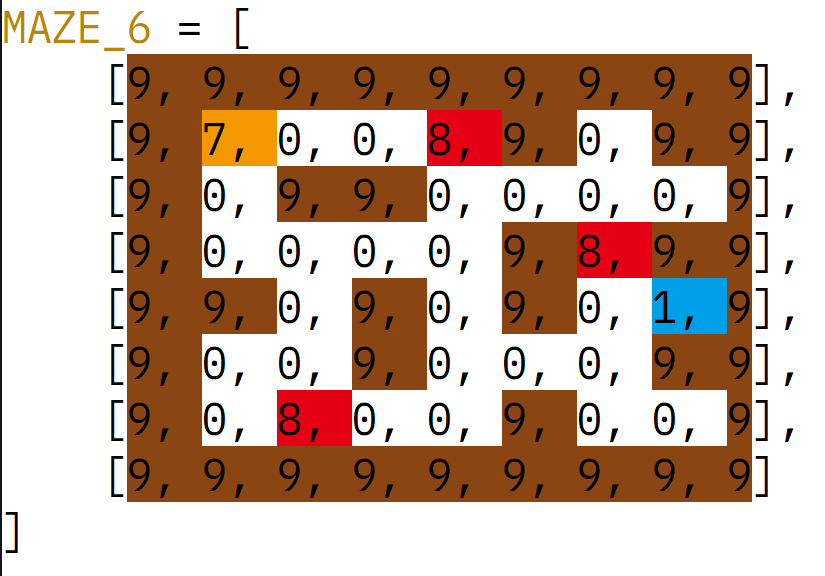 MAZE_6 = [
[9, 9, 9, 9, 9, 9, 9, 9, 9],
[9, 7, 0, 0, 8, 9, 0, 9, 9],
[9, 0, 9, 9, 0, 0, 0, 0, 9],
[9, 0, 0, 0, 0, 9, 8, 9, 9],
[9, 9, 0, 9, 0, 9, 0, 1, 9],
[9, 0, 0, 9, 0, 0, 0, 9, 9],
[9, 0, 8, 0, 0, 9, 0, 0, 9],
[9, 9, 9, 9, 9, 9, 9, 9, 9]
]